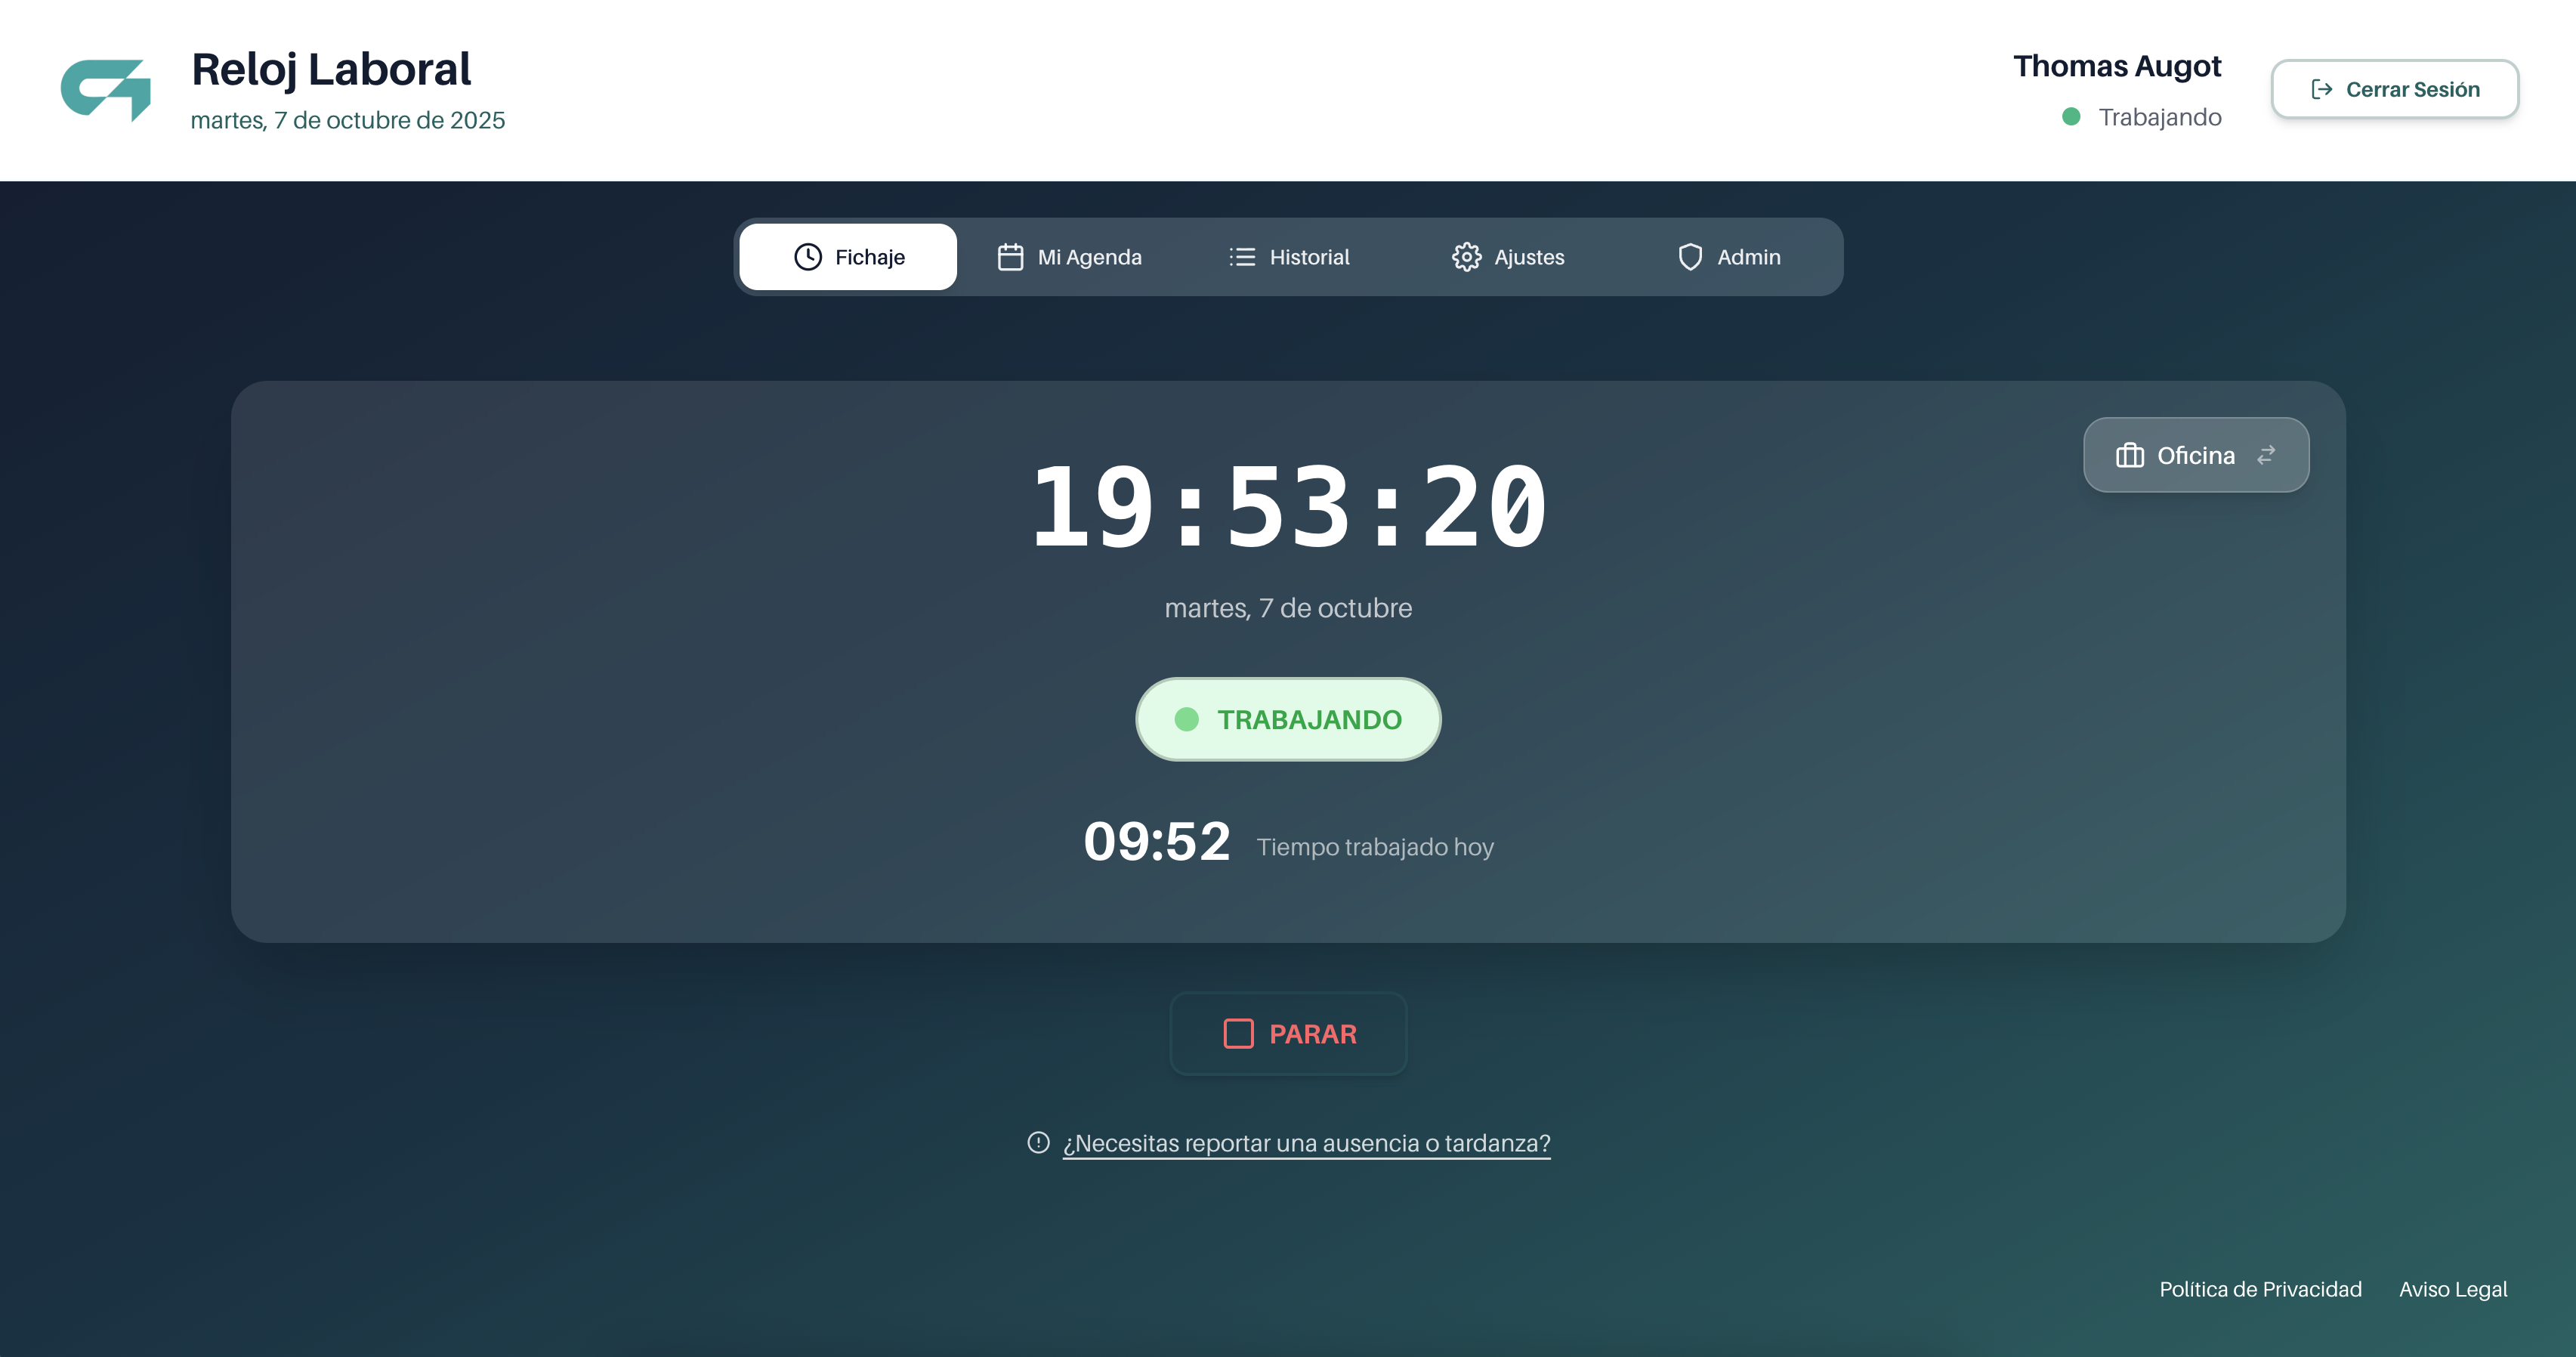 Reloj Laboral
martes, 7 de octubre de 2025
Thomas Augot
Trabajando
Cerrar Sesión
Fichaje
Mi Agenda
Historial
Ajustes
Admin
Oficina
19:53:20
martes, 7 de octubre
TRABAJANDO
09:52 Tiempo trabajado hoy
PARAR
¿Necesitas reportar una ausencia o tardanza?
Política de Privacidad
Aviso Legal